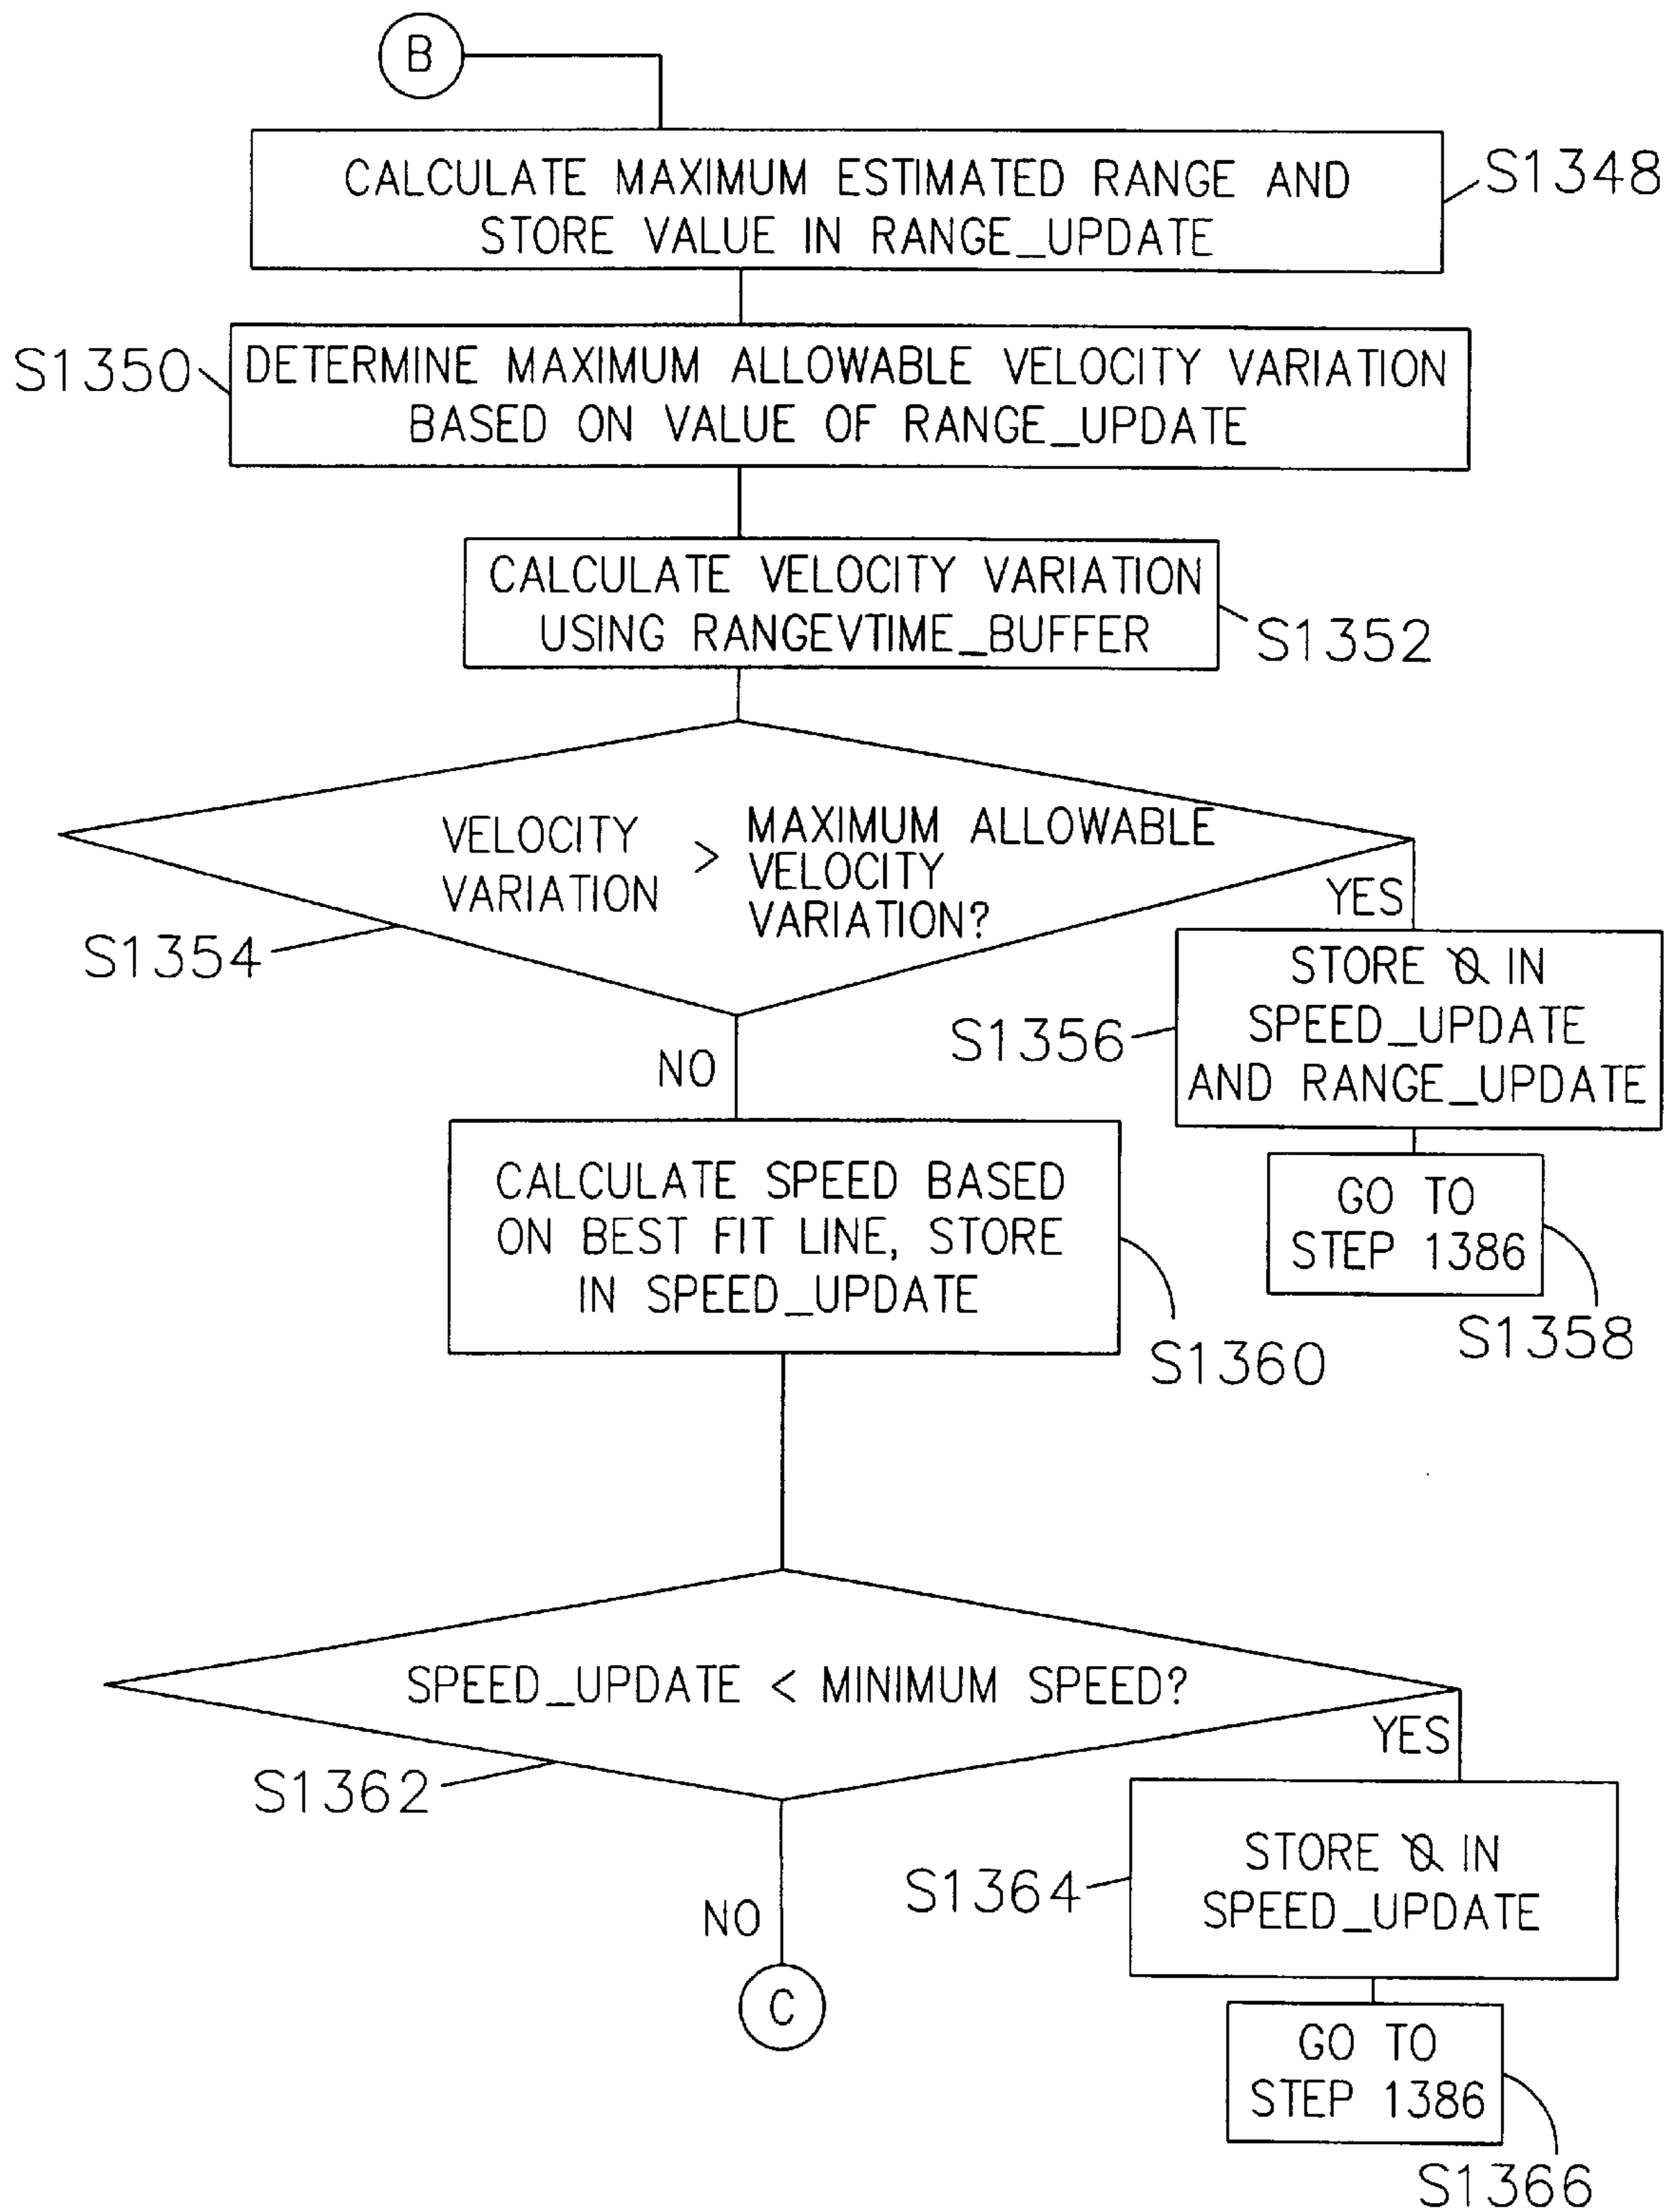 B
CALCULATE MAXIMUM ESTIMATED RANGE AND
STORE VALUE IN RANGE_UPDATE
S1348
S1350
DETERMINE MAXIMUM ALLOWABLE VELOCITY VARIATION
BASED ON VALUE OF RANGE_UPDATE
CALCULATE VELOCITY VARIATION
USING RANGEVTIME_BUFFER
S1352
VELOCITY
VARIATION
>
MAXIMUM ALLOWABLE
VELOCITY
VARIATION?
S1354
YES
STORE 0 IN
SPEED_UPDATE
AND RANGE_UPDATE
S1356
NO
GO TO
STEP 1386
S1358
CALCULATE SPEED BASED
ON BEST FIT LINE, STORE
IN SPEED_UPDATE
S1360
SPEED_UPDATE < MINIMUM SPEED?
S1362
YES
STORE 0 IN
SPEED_UPDATE
S1364
NO
C
GO TO
STEP 1386
S1366